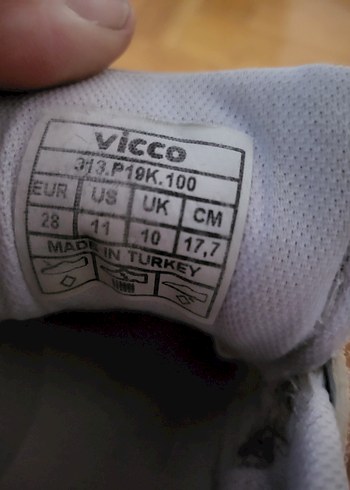 vicco
313.P19K.100
EUR US UK CM
28 11 10 17,7
MADE IN TURKEY